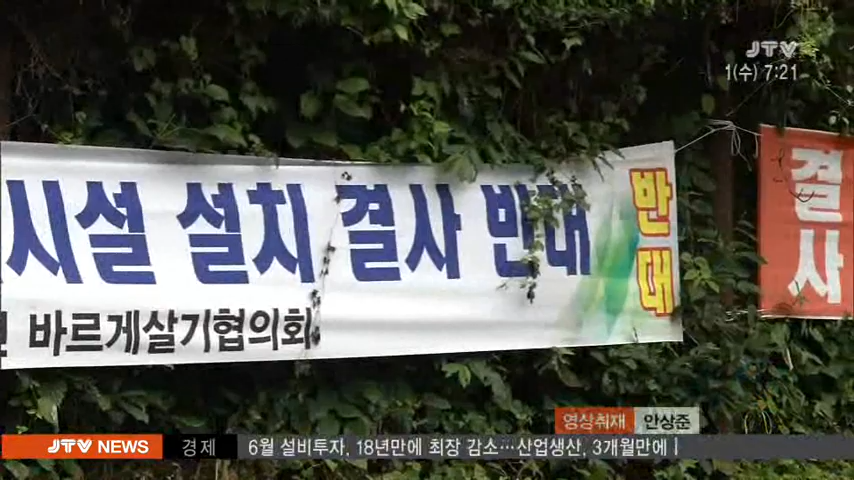 JTV
1(수) 7:21
시설 설치 결사 반대
반대
바르게살기협의회
결사
영상취재 안상준
JTV NEWS 경제 6월 설비투자, 18년만에 최장 감소…산업생산, 3개월만에